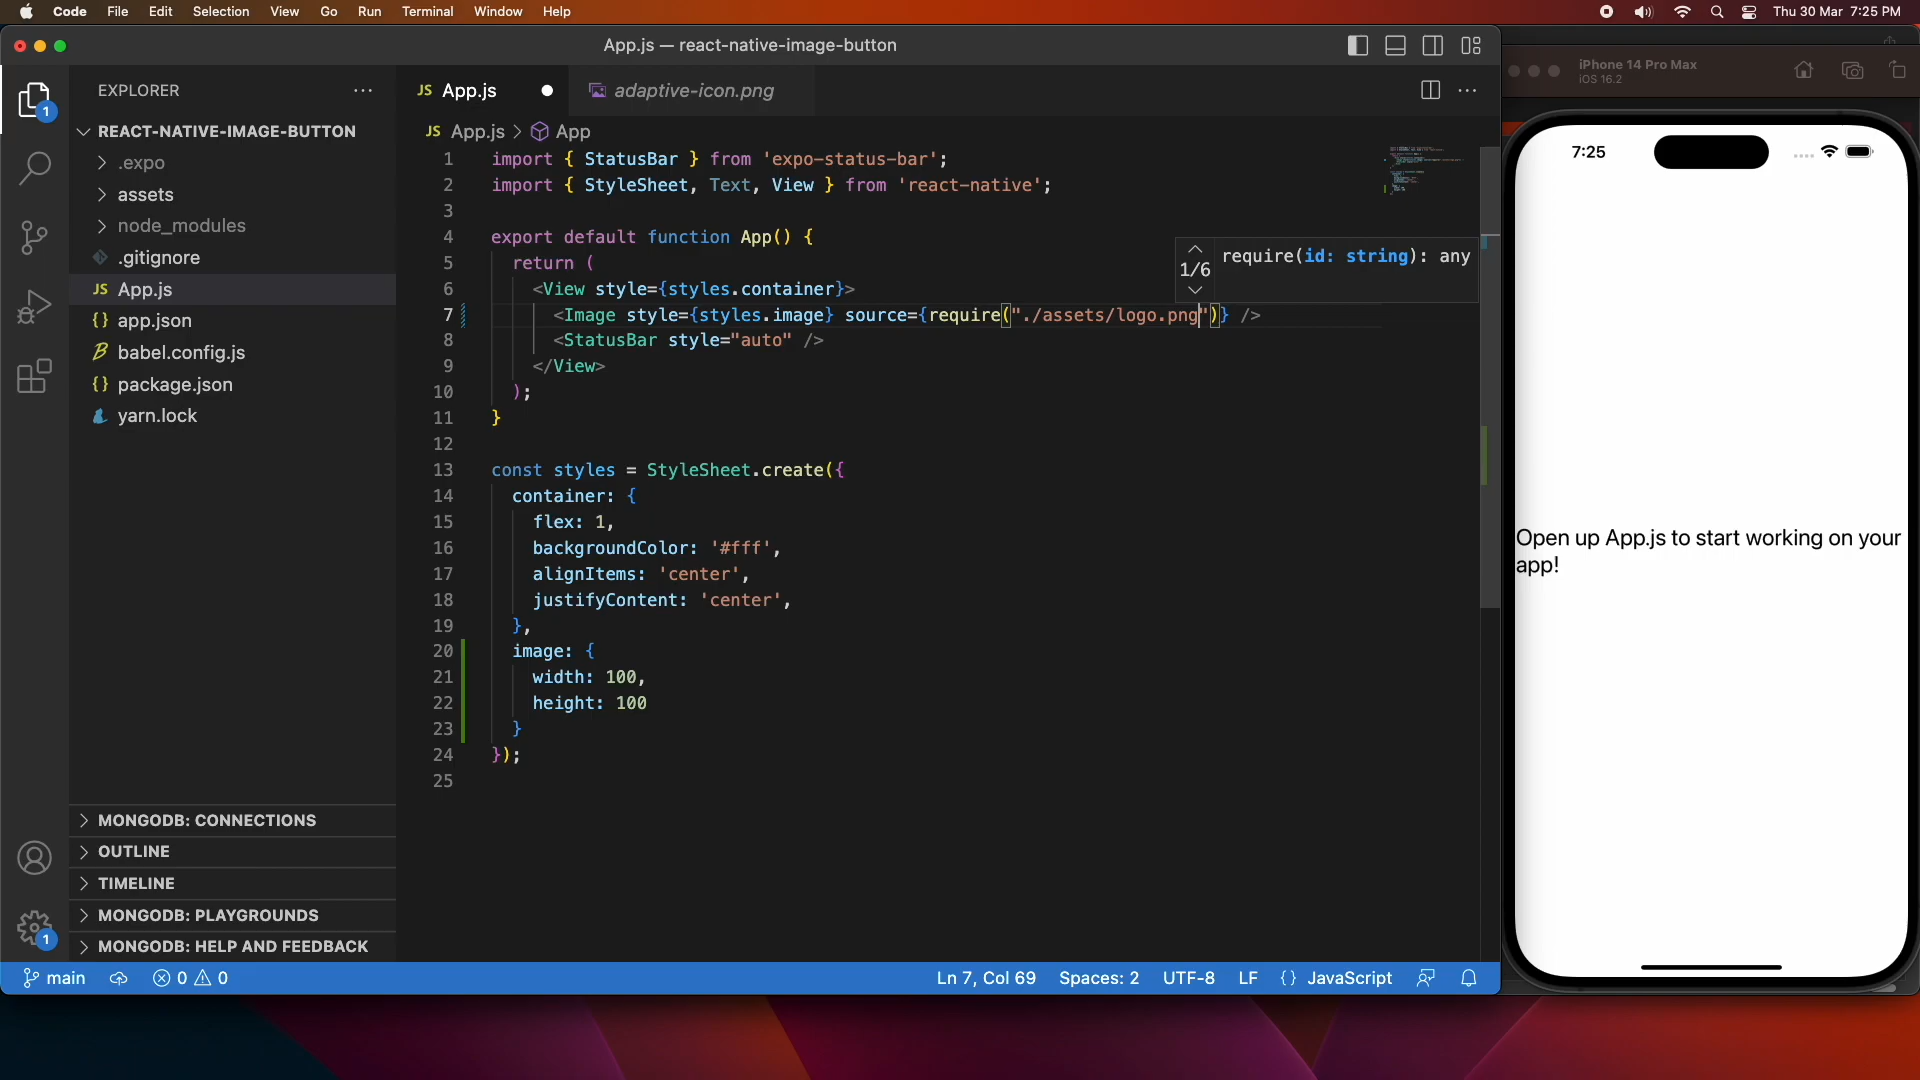 Code File Edit Selection View Go Run Terminal Window Help Thu 30 Mar 7:25 PM
App.js — react-native-image-button
iPhone 14 Pro Max
iOS 16.2
EXPLORER
1
REACT-NATIVE-IMAGE-BUTTON
.expo
assets
node_modules
.gitignore
JS App.js
{} app.json
babel.config.js
{} package.json
yarn.lock
MONGODB: CONNECTIONS
OUTLINE
TIMELINE
MONGODB: PLAYGROUNDS
MONGODB: HELP AND FEEDBACK
1
JS App.js adaptive-icon.png
JS App.js > App
1 import { StatusBar } from 'expo-status-bar';
2 import { StyleSheet, Text, View } from 'react-native';
3
4 export default function App() {
5 return (
6 <View style={styles.container}>
7 <Image style={styles.image} source={require("./assets/logo.png")} />
8 <StatusBar style="auto" />
9 </View>
10 );
11 }
12
13 const styles = StyleSheet.create({
14 container: {
15 flex: 1,
16 backgroundColor: '#fff',
17 alignItems: 'center',
18 justifyContent: 'center',
19 },
20 image: {
21 width: 100,
22 height: 100
23 }
24 });
25
1/6 require(id: string): any
7:25
Open up App.js to start working on your
app!
main 0 0 Ln 7, Col 69 Spaces: 2 UTF-8 LF {} JavaScript